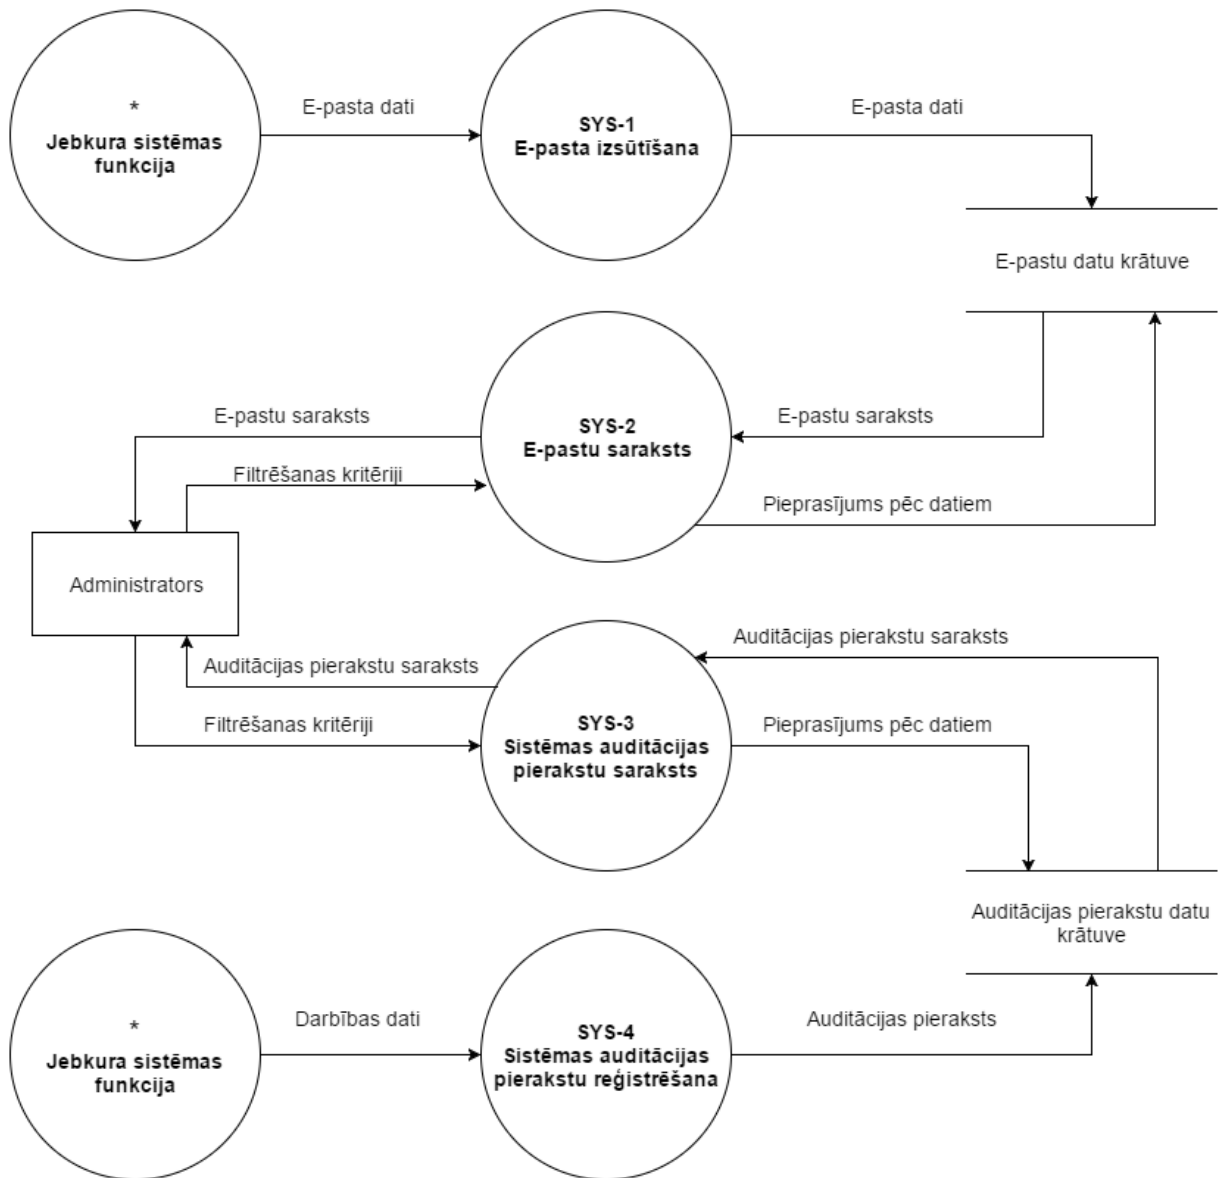 *
Jebkura sistēmas
funkcija
E-pasta dati
SYS-1
E-pasta izsūtīšana
E-pasta dati
E-pastu datu krātuve
E-pastu saraksts
SYS-2
E-pastu saraksts
E-pastu saraksts
Filtrēšanas kritēriji
Pieprasījums pēc datiem
Administrators
Auditācijas pierakstu saraksts
Auditācijas pierakstu saraksts
Filtrēšanas kritēriji
SYS-3
Sistēmas auditācijas
pierakstu saraksts
Pieprasījums pēc datiem
Auditācijas pierakstu datu
krātuve
*
Jebkura sistēmas
funkcija
Darbības dati
SYS-4
Sistēmas auditācijas
pierakstu reģistrēšana
Auditācijas pieraksts